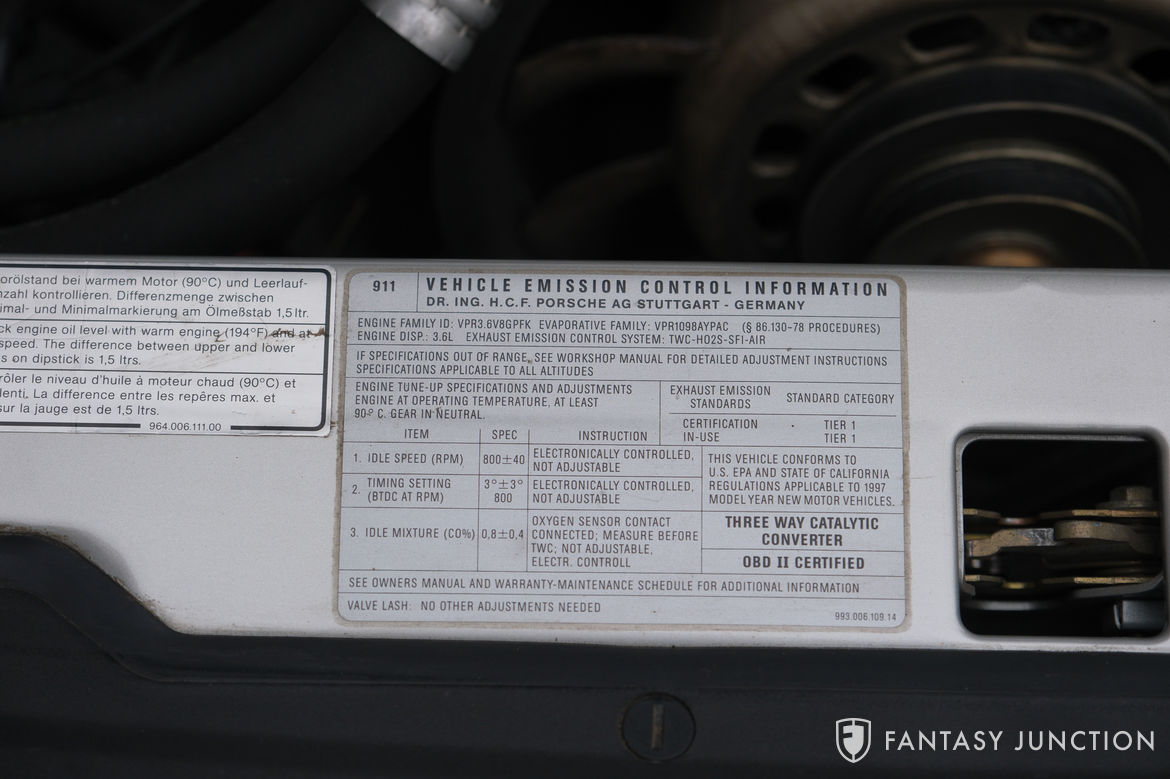 orölstand bei warmem Motor (90°C) und Leerlauf-
nzahl kontrollieren. Differenzmenge zwischen
imal- und Minimalmarkierung am Ölmeßstab 1,5 ltr.
ck engine oil level with warm engine (194°F) and at
speed. The difference between upper and lower
s on dipstick is 1,5 ltrs.
rôler le niveau d'huile à moteur chaud (90°C) et
lenti. La difference entre les repêres max. et
sur la jauge est de 1,5 ltrs.
964.006.111.00
911 VEHICLE EMISSION CONTROL INFORMATION
DR. ING. H.C.F. PORSCHE AG STUTTGART - GERMANY
ENGINE FAMILY ID: VPR3.6V8GPFK EVAPORATIVE FAMILY: VPR1098AYPAC (§ 86.130-78 PROCEDURES)
ENGINE DISP.: 3.6L EXHAUST EMISSION CONTROL SYSTEM: TWC-HO2S-SFI-AIR
IF SPECIFICATIONS OUT OF RANGE, SEE WORKSHOP MANUAL FOR DETAILED ADJUSTMENT INSTRUCTIONS
SPECIFICATIONS APPLICABLE TO ALL ALTITUDES
ENGINE TUNE-UP SPECIFICATIONS AND ADJUSTMENTS
ENGINE AT OPERATING TEMPERATURE, AT LEAST
90° C. GEAR IN NEUTRAL.
EXHAUST EMISSION STANDARDS STANDARD CATEGORY
CERTIFICATION TIER 1
IN-USE TIER 1
ITEM SPEC INSTRUCTION
1. IDLE SPEED (RPM) 800±40 ELECTRONICALLY CONTROLLED,
NOT ADJUSTABLE
2. TIMING SETTING 3°±3° ELECTRONICALLY CONTROLLED,
(BTDC AT RPM) 800 NOT ADJUSTABLE
3. IDLE MIXTURE (CO%) 0,8±0,4 OXYGEN SENSOR CONTACT
CONNECTED; MEASURE BEFORE
TWC; NOT ADJUSTABLE,
ELECTR. CONTROLL
THIS VEHICLE CONFORMS TO
U.S. EPA AND STATE OF CALIFORNIA
REGULATIONS APPLICABLE TO 1997
MODEL YEAR NEW MOTOR VEHICLES.
THREE WAY CATALYTIC
CONVERTER
OBD II CERTIFIED
SEE OWNERS MANUAL AND WARRANTY-MAINTENANCE SCHEDULE FOR ADDITIONAL INFORMATION
VALVE LASH: NO OTHER ADJUSTMENTS NEEDED
993.006.109.14
FANTASY JUNCTION